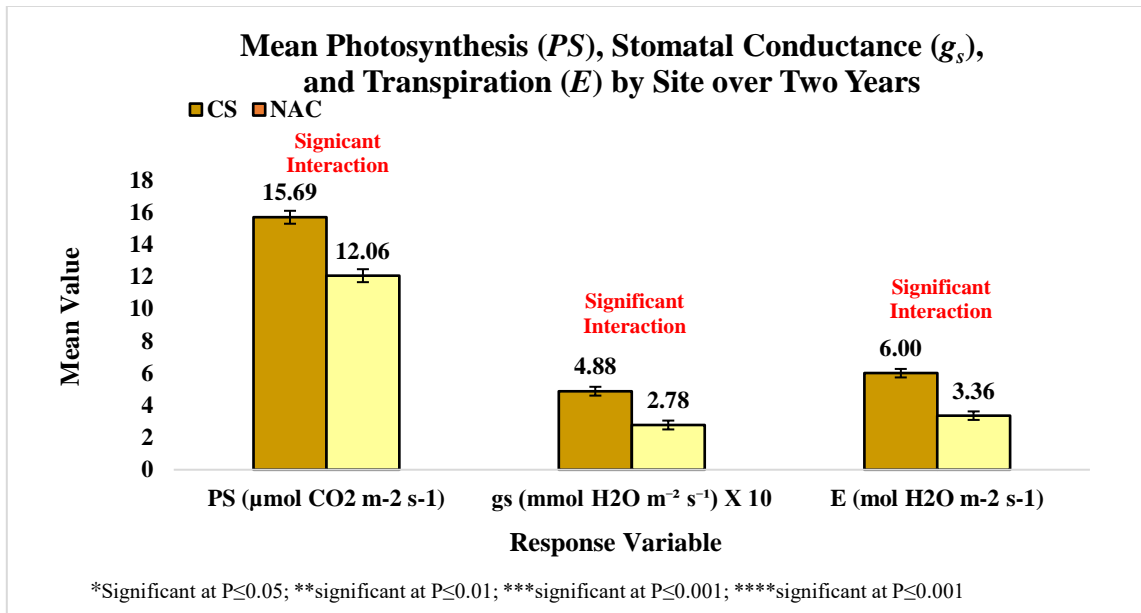 Mean Photosynthesis (PS), Stomatal Conductance (gs),
and Transpiration (E) by Site over Two Years
CS NAC
Signicant
Interaction
18
16
14
12
10
8
6
4
2
0
Mean Value
15.69
12.06
Significant
Interaction
4.88
2.78
Significant
Interaction
6.00
3.36
PS (µmol CO2 m-2 s-1) gs (mmol H2O m⁻² s⁻¹) X 10 E (mol H2O m-2 s-1)
Response Variable
*Significant at P≤0.05; **significant at P≤0.01; ***significant at P≤0.001; ****significant at P≤0.001